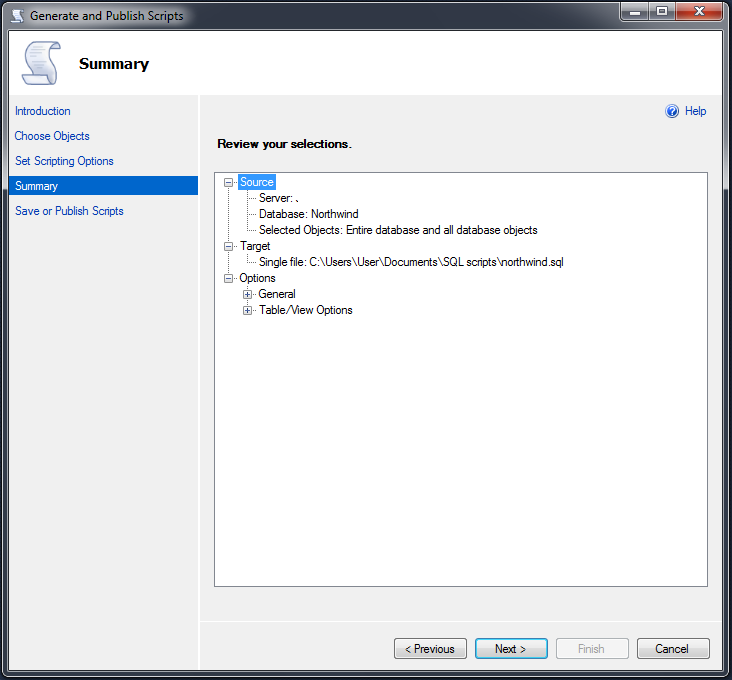 Generate and Publish Scripts
Summary
Introduction
Choose Objects
Set Scripting Options
Summary
Save or Publish Scripts
Help
Review your selections.
Source
Server: .
Database: Northwind
Selected Objects: Entire database and all database objects
Target
Single file: C:\Users\User\Documents\SQL scripts\northwind.sql
Options
General
Table/View Options
< Previous
Next >
Finish
Cancel